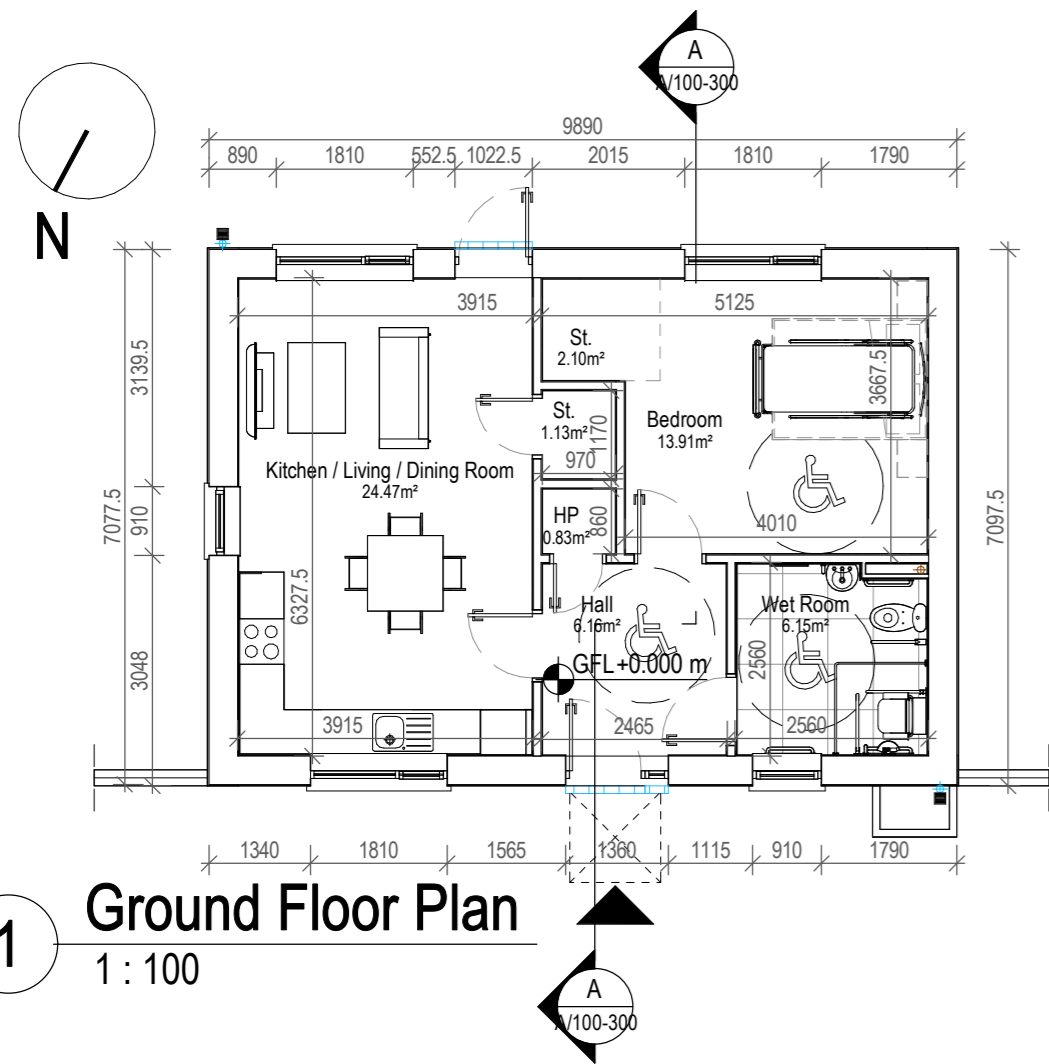 A
A/100-300
9890
890
1810
552.5
1022.5
2015
1810
1790
N
3915
5125
St.
2.10m²
3139.5
3667.5
St.
1.13m²
1170
Bedroom
13.91m²
970
Kitchen / Living / Dining Room
24.47m²
7077.5
910
7097.5
HP
0.83m²
860
4010
6327.5
Hall
6.16m²
Wet Room
6.15m²
3048
GFL+0.000 m
2560
3915
2465
2560
1340
1810
1565
1360
1115
910
1790
1
Ground Floor Plan
1 : 100
A
A/100-300